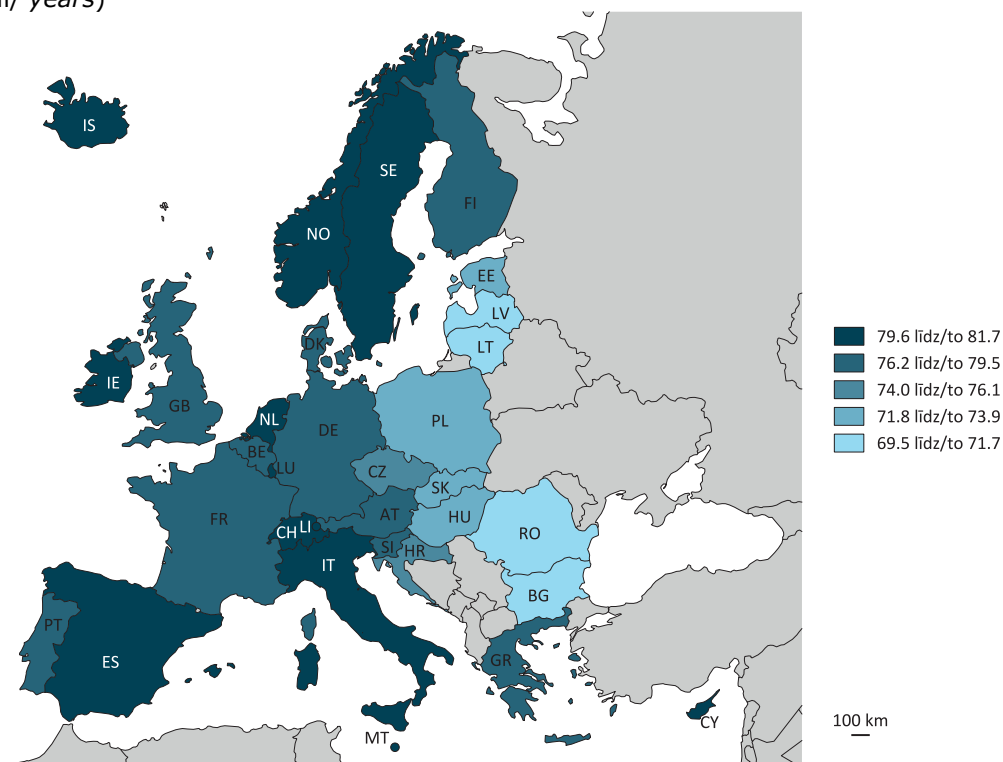 years)
IS
SE
FI
NO
EE
LV
LT
DK
IE
GB
NL
DE
PL
BE
LU
CZ
SK
FR
AT
HU
CH
LI
SI
HR
RO
IT
BG
PT
ES
GR
CY
MT
79.6 līdz/to 81.7
76.2 līdz/to 79.5
74.0 līdz/to 76.1
71.8 līdz/to 73.9
69.5 līdz/to 71.7
100 km